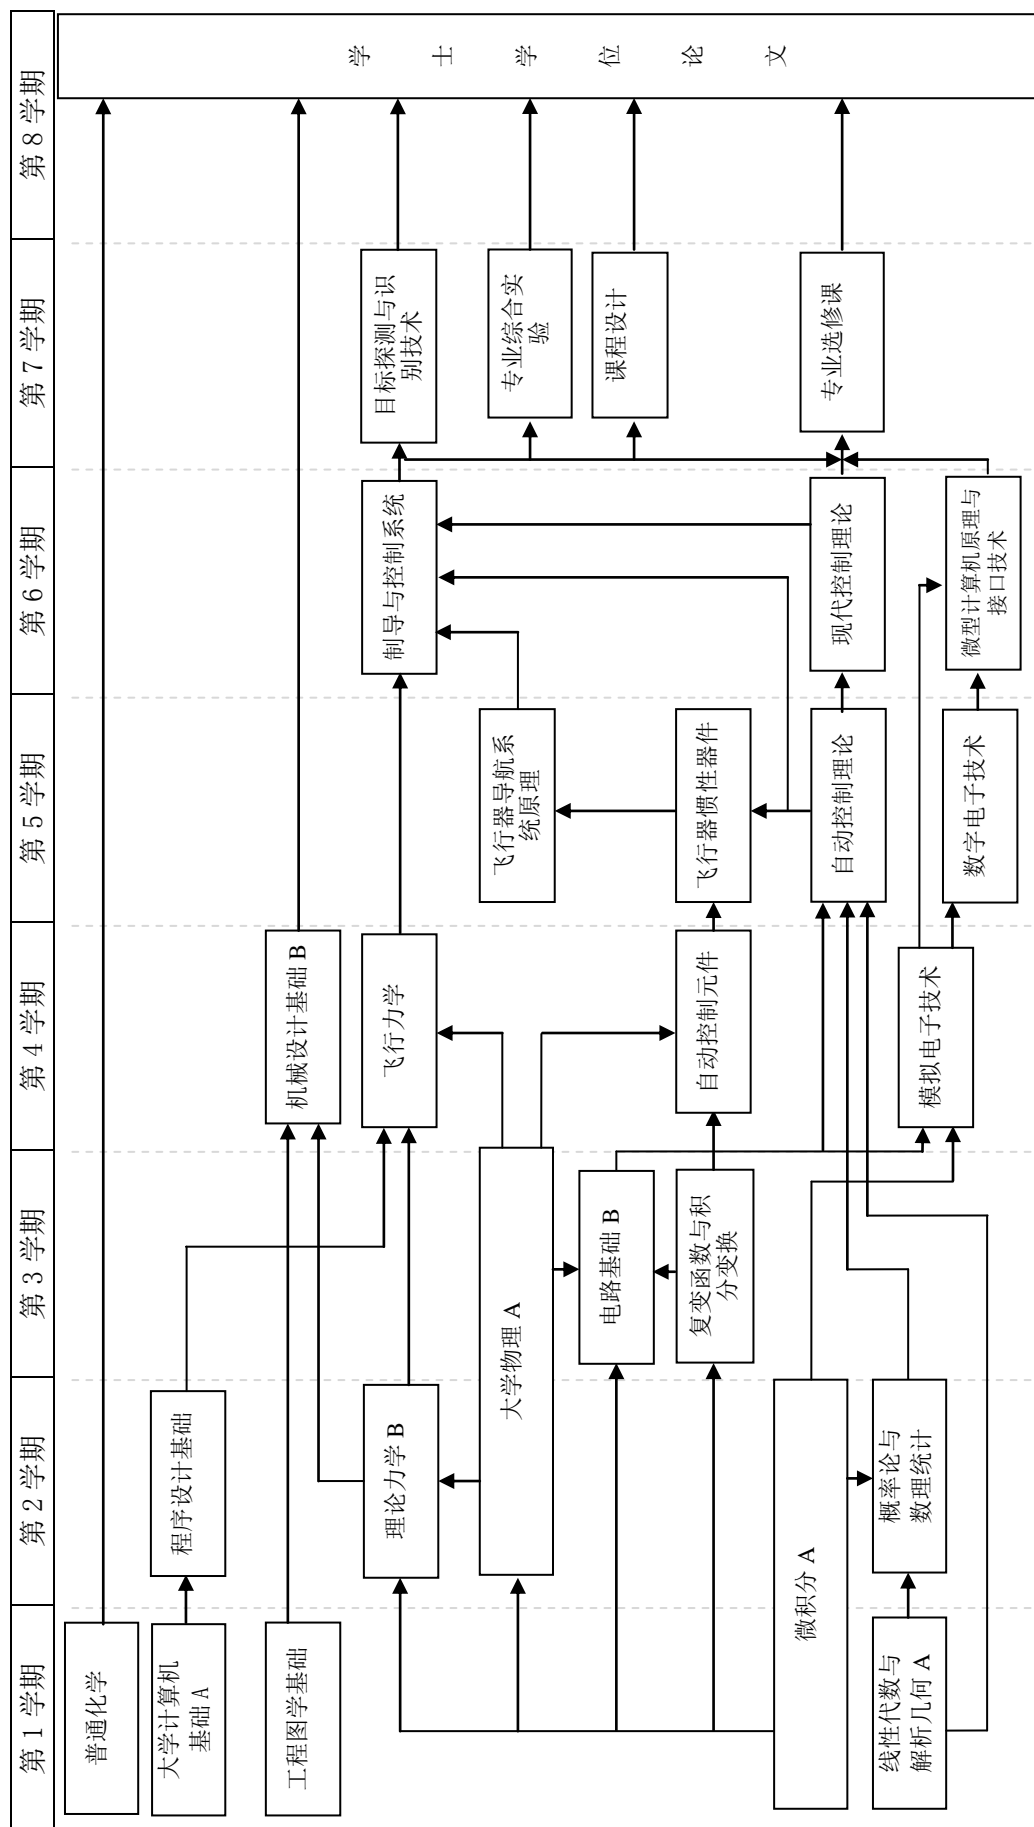 第 1 学期
第 2 学期
第 3 学期
第 4 学期
第 5 学期
第 6 学期
第 7 学期
第 8 学期
普通化学
大学计算机
基础 A
工程图学基础
程序设计基础
理论力学 B
大学物理 A
微积分 A
线性代数与
解析几何 A
概率论与
数理统计
电路基础 B
复变函数与积
分变换
机械设计基础 B
飞行力学
自动控制元件
模拟电子技术
飞行器导航系
统原理
飞行器惯性器件
自动控制理论
数字电子技术
制导与控制系统
现代控制理论
微型计算机原理与
接口技术
目标探测与识
别技术
专业综合实
验
课程设计
专业选修课
学士学位论文